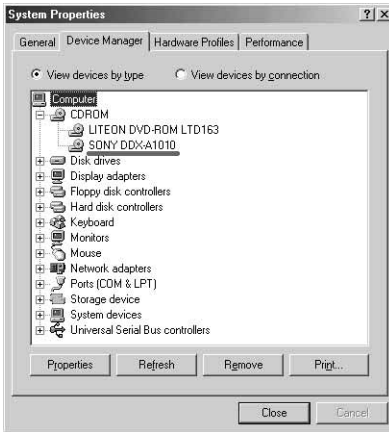 System Properties
General Device Manager Hardware Profiles Performance
View devices by type View devices by connection
Computer
CDROM
LITEON DVD-ROM LTD163
SONY DDX-A1010
Disk drives
Display adapters
Floppy disk controllers
Hard disk controllers
Keyboard
Monitors
Mouse
Network adapters
Ports (COM & LPT)
Storage device
System devices
Universal Serial Bus controllers
Properties Refresh Remove Print...
Close Cancel